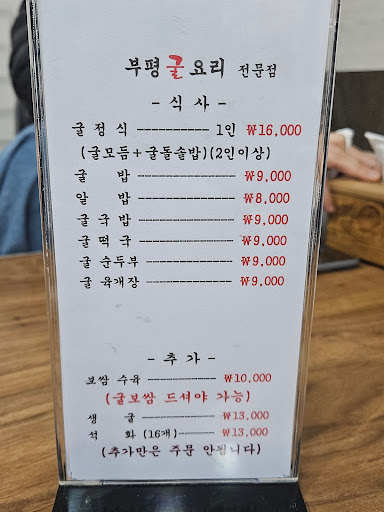 부평굴요리 전문점
- 식 사 -
굴정식 ---------- 1인 ₩16,000
(굴모듬+굴돌솥밥)(2인이상)
굴 밥 ---------- ₩9,000
알 밥 ---------- ₩8,000
굴 국 밥 ---------- ₩9,000
굴 떡 국 ---------- ₩9,000
굴 순두부 ---------- ₩9,000
굴 육개장 ---------- ₩9,000
- 추 가 -
보쌈 수육 ---------- ₩10,000
(굴보쌈 드셔야 가능)
생 굴 ---------- ₩13,000
석 화 (16개)---------- ₩13,000
(추가만은 주문 안됩니다)